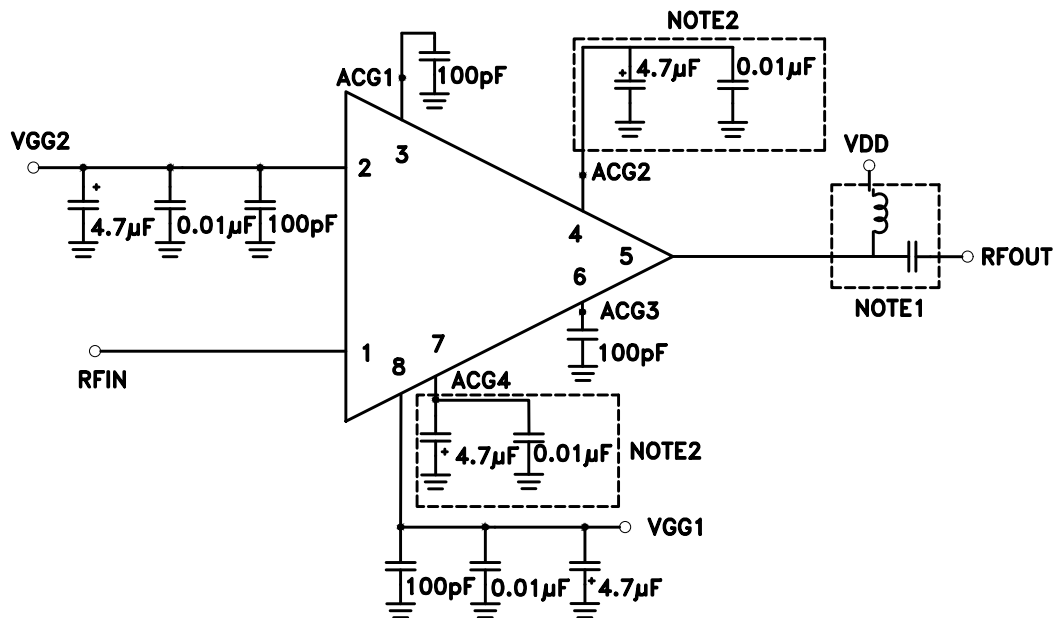 NOTE2
ACG1
100pF
4.7µF
0.01µF
VGG2
3
2
4.7µF
0.01µF
100pF
ACG2
VDD
4
5
RFOUT
6
NOTE1
ACG3
100pF
RFIN
1
7
8
ACG4
4.7µF
0.01µF
NOTE2
VGG1
100pF
0.01µF
4.7µF